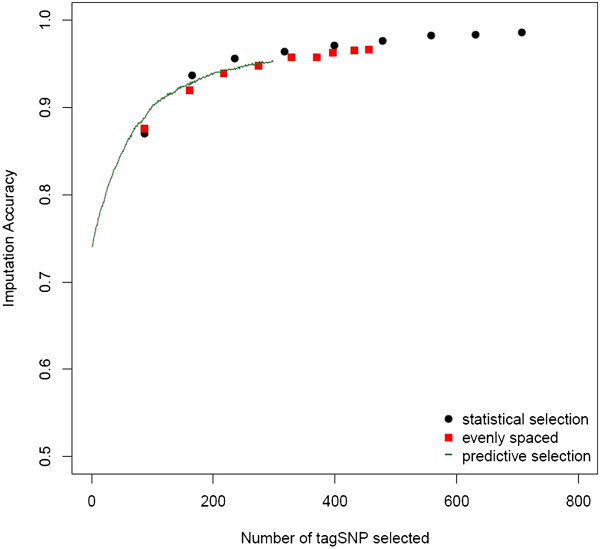 1.0
0.9
0.8
0.7
0.6
0.5
Imputation Accuracy
statistical selection
evenly spaced
predictive selection
0 200 400 600 800
Number of tagSNP selected